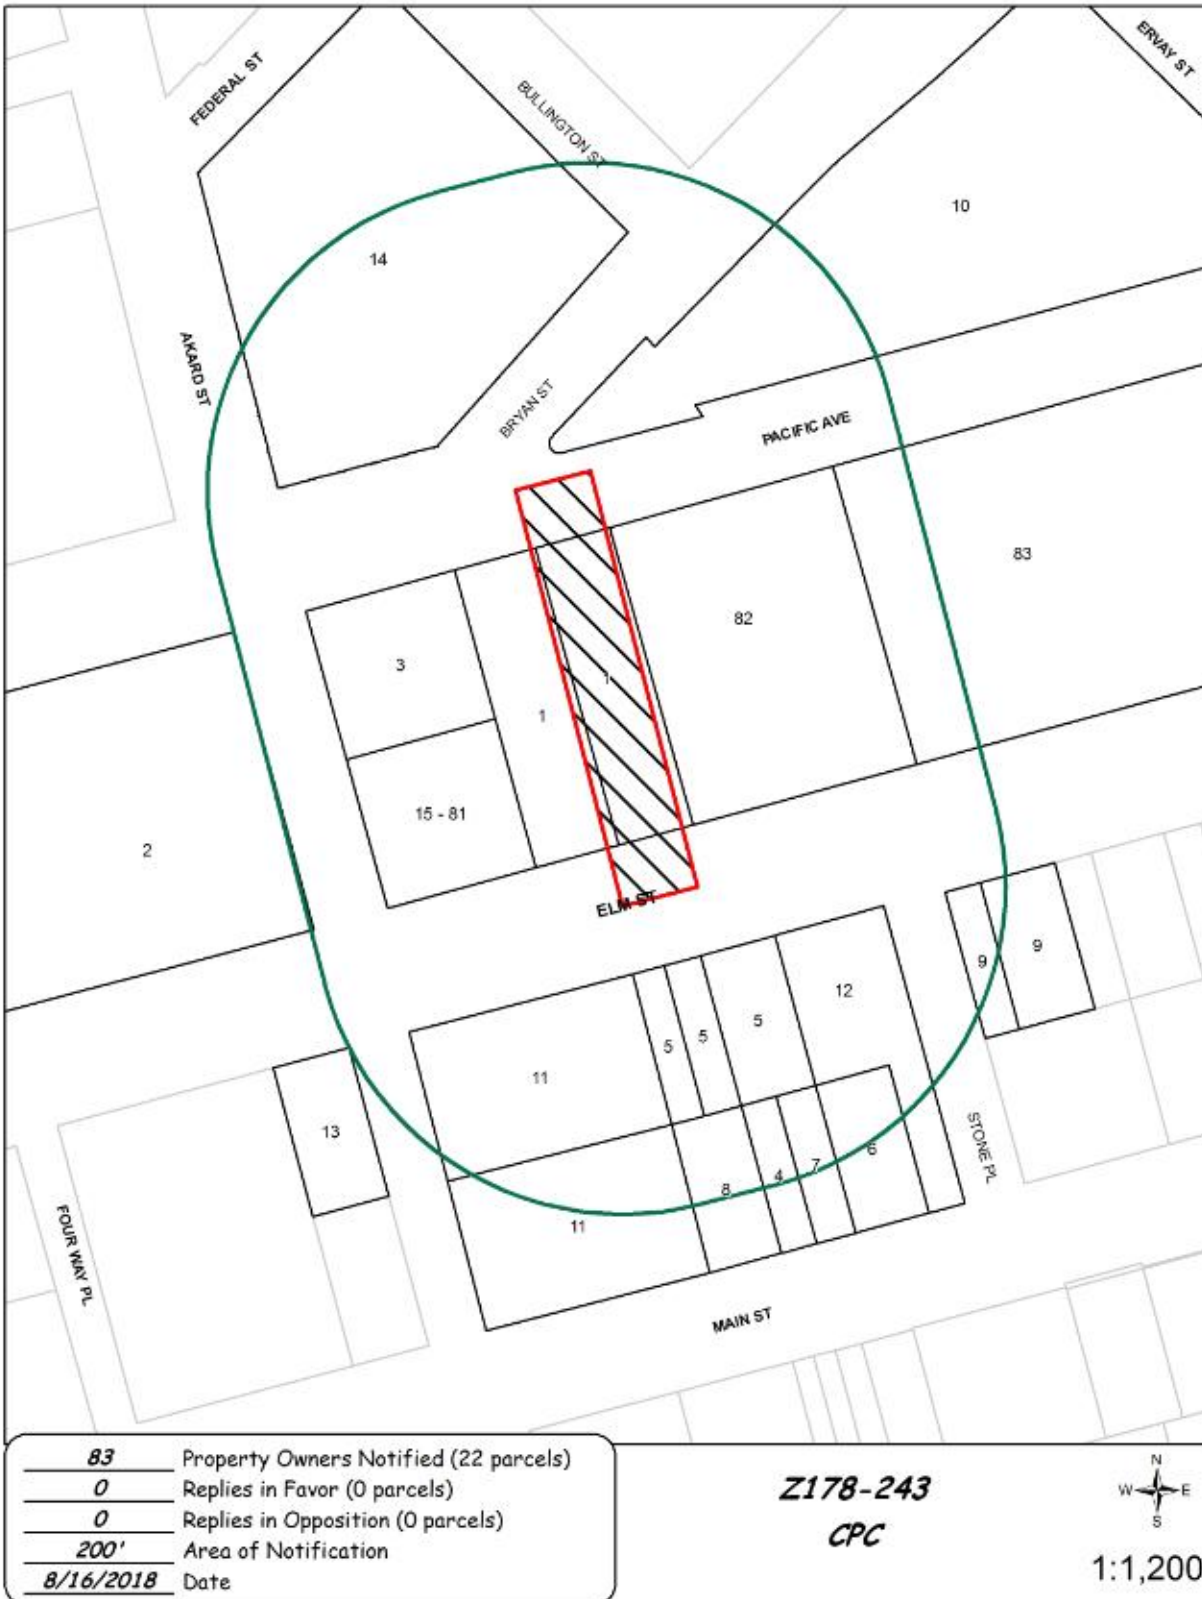 FEDERAL ST
BULLINGTON ST
ERVAY ST
10
14
AKARD ST
BRYAN ST
PACIFIC AVE
83
82
3
1
1
15 - 81
2
ELM ST
9
9
12
5
5
5
11
13
STONE PL
6
7
4
8
11
FOUR WAY PL
MAIN ST
83 Property Owners Notified (22 parcels)
0 Replies in Favor (0 parcels)
0 Replies in Opposition (0 parcels)
200' Area of Notification
8/16/2018 Date
Z178-243
CPC
N
W E
S
1:1,200